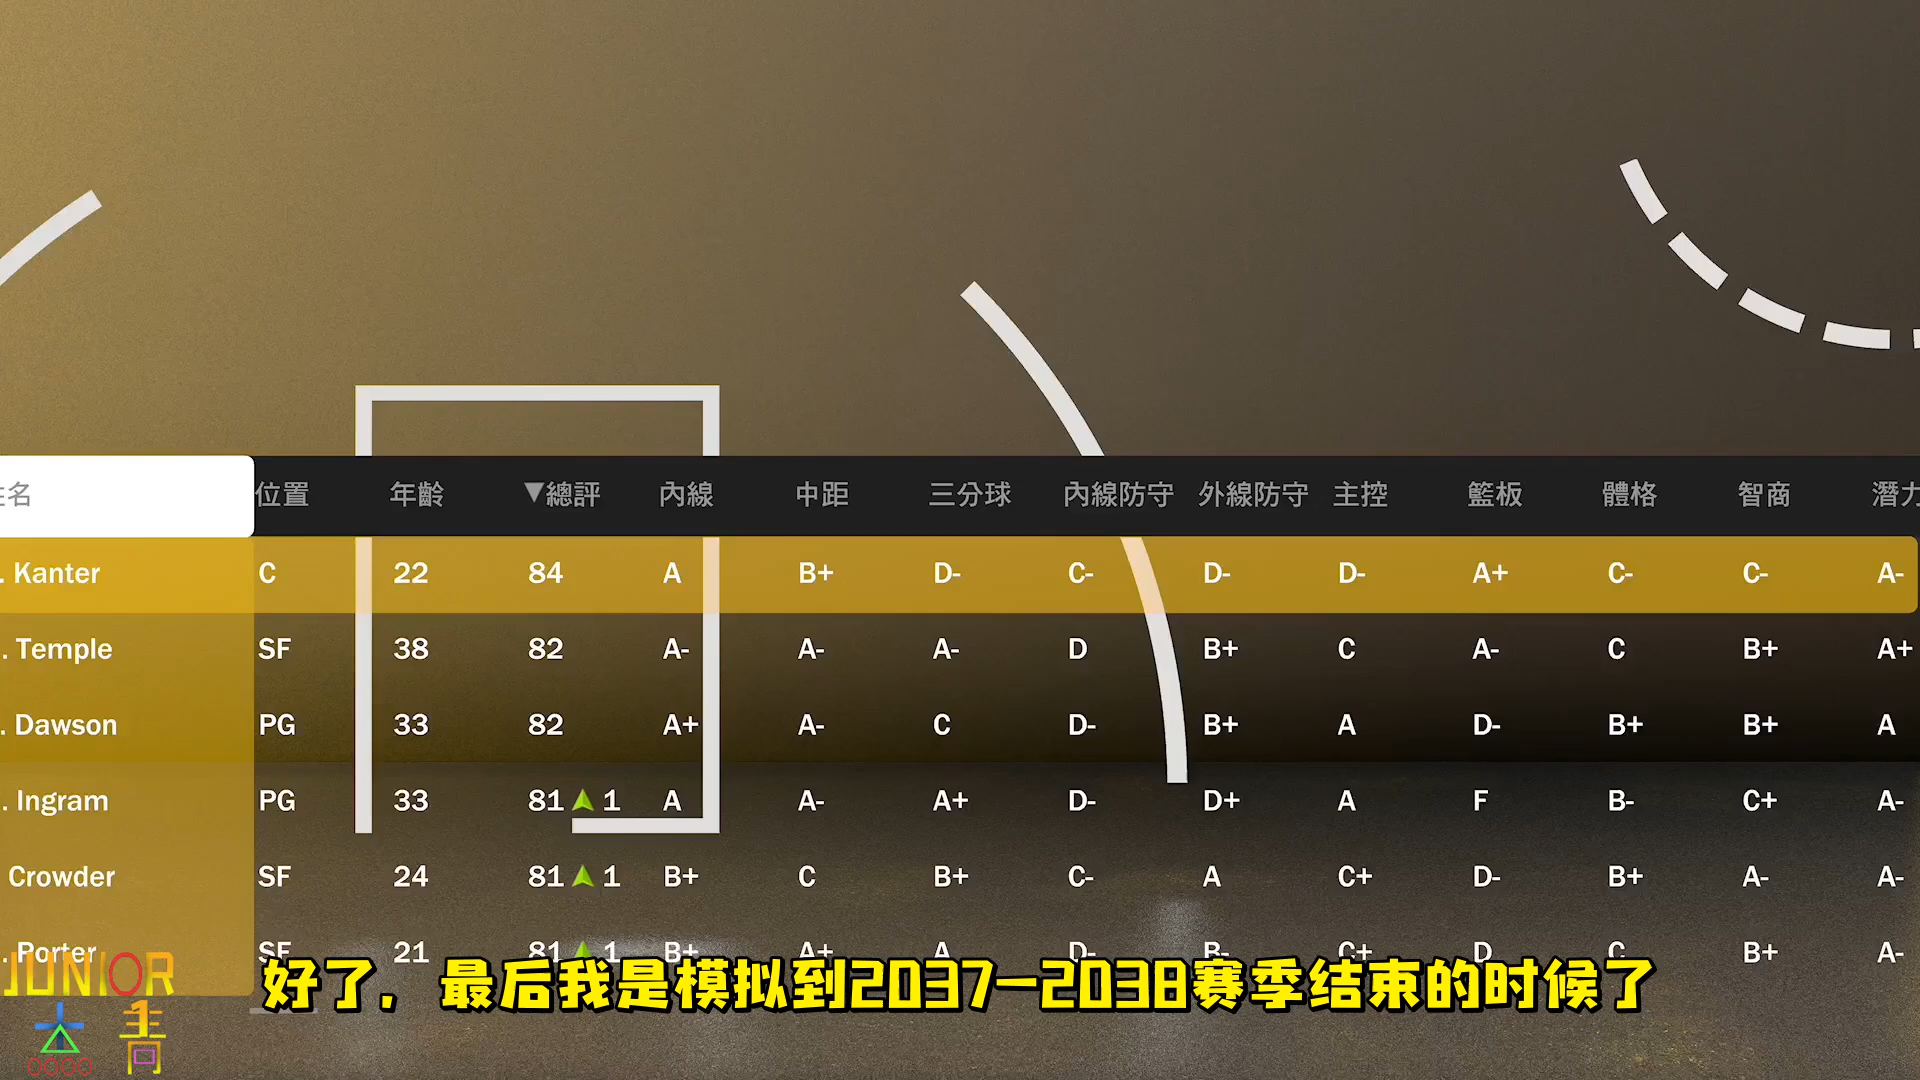 姓名 位置 年齡 ▼總評 內線 中距 三分球 內線防守 外線防守 主控 籃板 體格 智商 潛力
. Kanter C 22 84 A B+ D- C- D- D- A+ C- C- A-
. Temple SF 38 82 A- A- A- D B+ C A- C B+ A+
. Dawson PG 33 82 A+ A- C D- B+ A D- B+ B+ A
. Ingram PG 33 81 1 A A- A+ D- D+ A F B- C+ A-
Crowder SF 24 81 1 B+ C B+ C- A C+ D- B+ A- A-
. Porter SF 21 81 1 B+ A+ A D- B- C+ D C B+ A-
JUNIOR
好了，最后我是模拟到2037-2038赛季结束的时候了